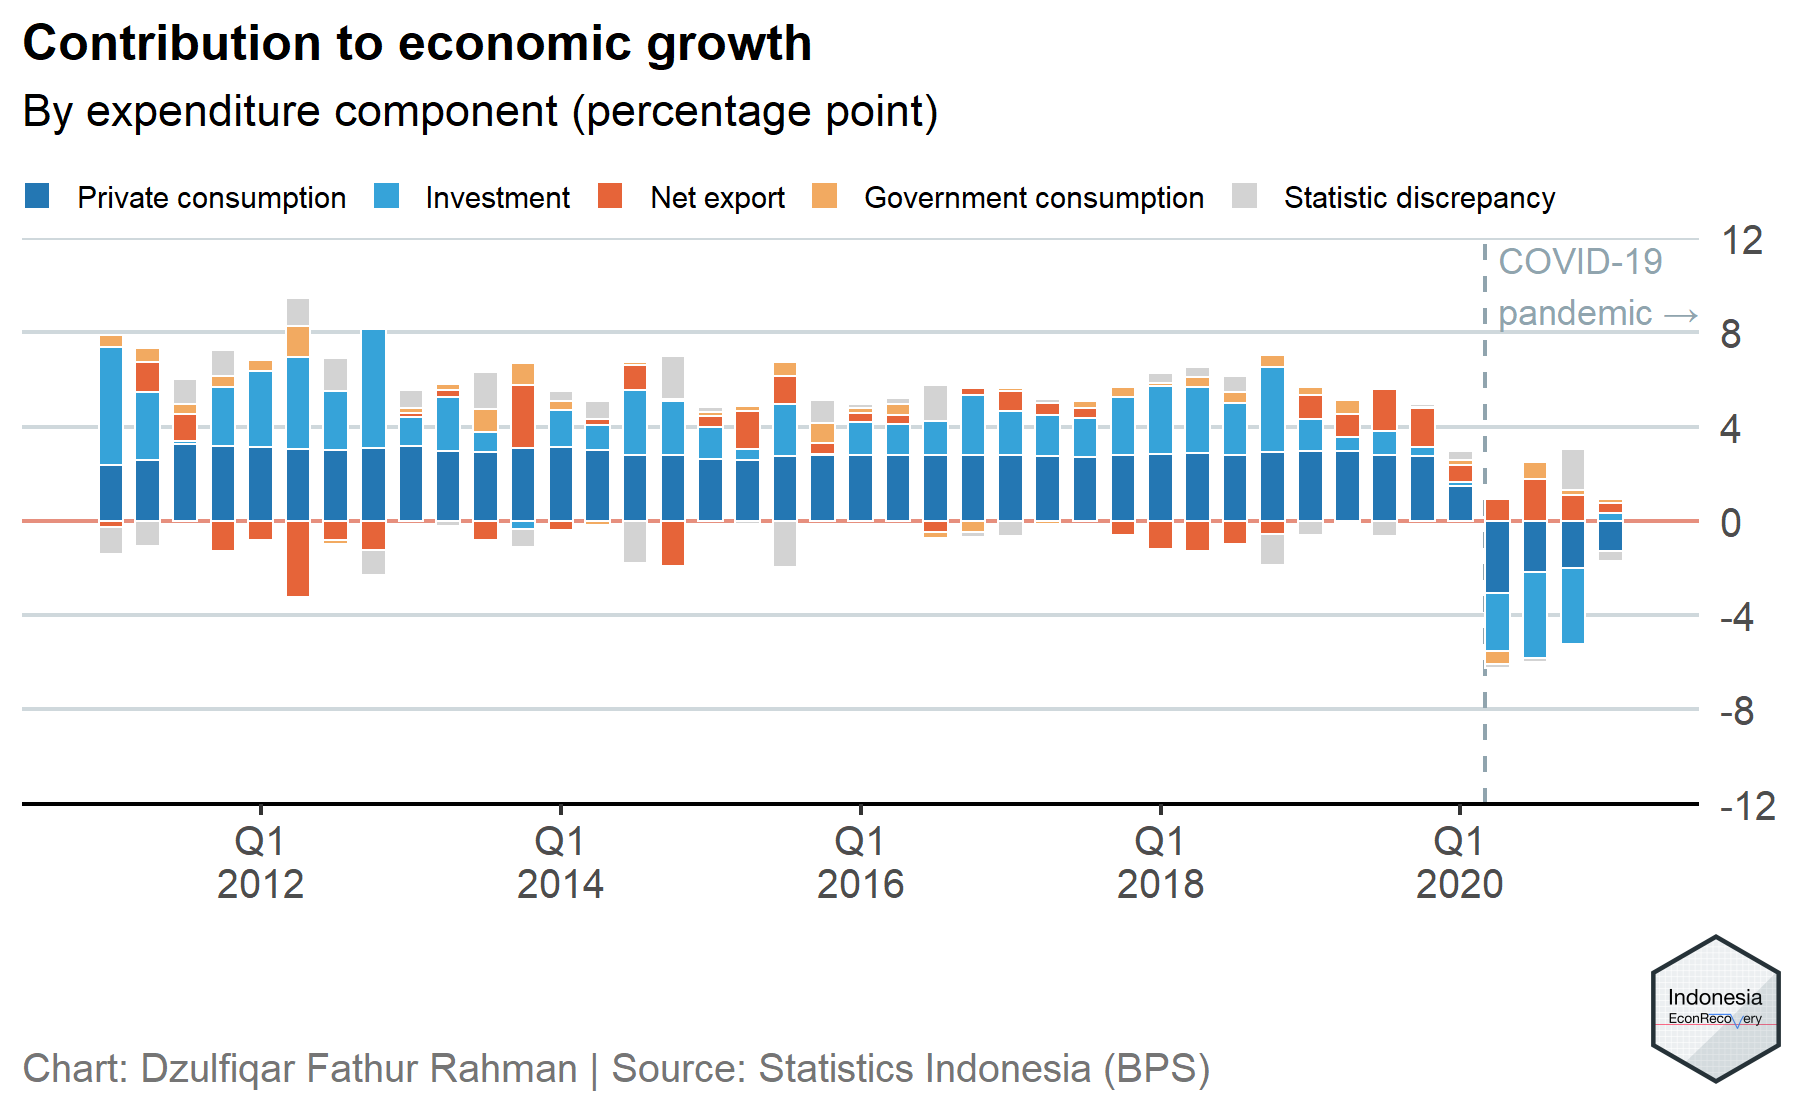 Contribution to economic growth
By expenditure component (percentage point)
Private consumption Investment Net export Government consumption Statistic discrepancy
12
COVID-19
pandemic →
8
4
0
-4
-8
-12
Q1 Q1 Q1 Q1 Q1
2012 2014 2016 2018 2020
Indonesia
EconRecovery
Chart: Dzulfiqar Fathur Rahman | Source: Statistics Indonesia (BPS)